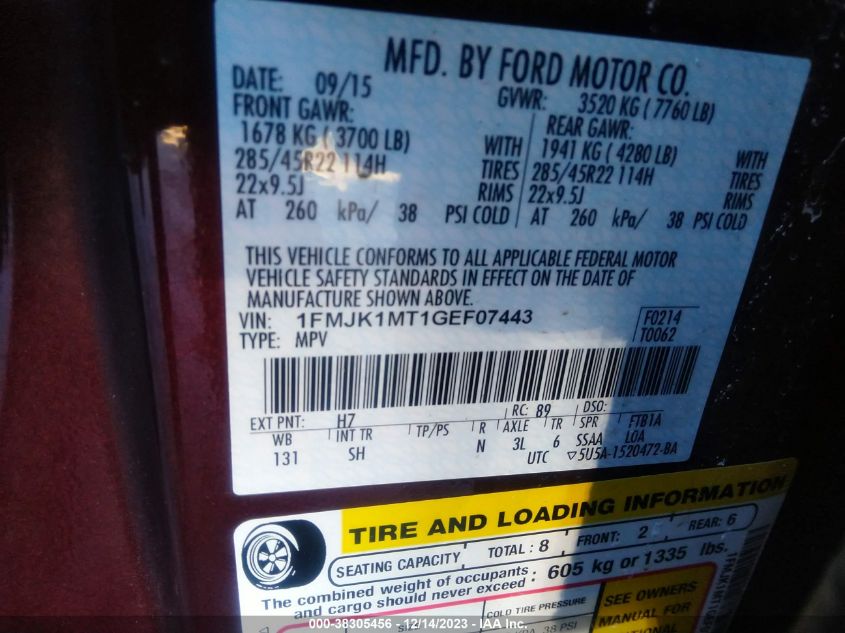 MFD. BY FORD MOTOR CO.
DATE: 09/15 GVWR: 3520 KG ( 7760 LB)
FRONT GAWR: REAR GAWR:
1678 KG ( 3700 LB) WITH 1941 KG ( 4280 LB) WITH
285/45R22 114H TIRES 285/45R22 114H TIRES
22x9.5J RIMS 22x9.5J RIMS
AT 260 kPa/ 38 PSI COLD AT 260 kPa/ 38 PSI COLD
THIS VEHICLE CONFORMS TO ALL APPLICABLE FEDERAL MOTOR
VEHICLE SAFETY STANDARDS IN EFFECT ON THE DATE OF
MANUFACTURE SHOWN ABOVE.
VIN: 1FMJK1MT1GEF07443 F0214
TYPE: MPV T0062
EXT PNT: H7 RC: 89 DSO:
WB INT TR TP/PS R AXLE TR SPR FTB1A
131 SH N 3L 6 SSAA LOA
UTC ▽5U5A-1520472-BA
TIRE AND LOADING INFORMATION
SEATING CAPACITY TOTAL: 8 FRONT: 2 REAR: 6
The combined weight of occupants and cargo should never exceed: 605 kg or 1335 lbs.
COLD TIRE PRESSURE
SEE OWNERS
MANUAL FOR
38 PSI
000-38305456 - 12/14/2023 - www.iaai.com